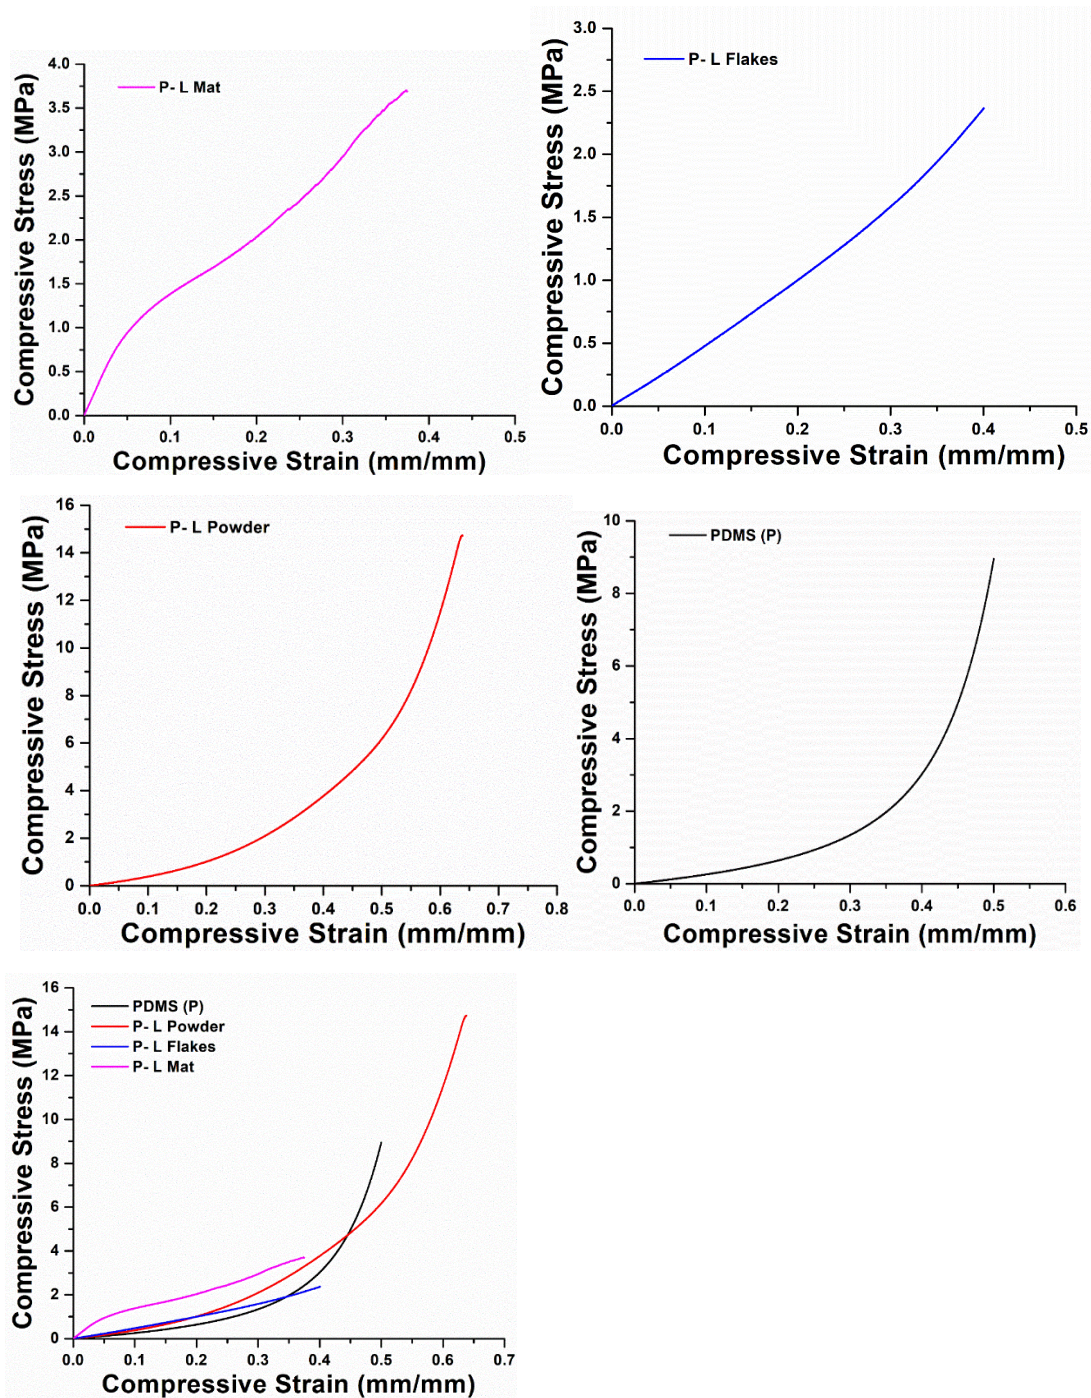 P- L Mat
Compressive Stress (MPa)
4.0
3.5
3.0
2.5
2.0
1.5
1.0
0.5
0.0
0.0 0.1 0.2 0.3 0.4 0.5
Compressive Strain (mm/mm)
P- L Flakes
Compressive Stress (MPa)
3.0
2.5
2.0
1.5
1.0
0.5
0.0
0.0 0.1 0.2 0.3 0.4 0.5
Compressive Strain (mm/mm)
P- L Powder
Compressive Stress (MPa)
16
14
12
10
8
6
4
2
0
0.0 0.1 0.2 0.3 0.4 0.5 0.6 0.7 0.8
Compressive Strain (mm/mm)
PDMS (P)
Compressive Stress (MPa)
10
8
6
4
2
0
0.0 0.1 0.2 0.3 0.4 0.5 0.6
Compressive Strain (mm/mm)
PDMS (P)
P- L Powder
P- L Flakes
P- L Mat
Compressive Stress (MPa)
16
14
12
10
8
6
4
2
0
0.0 0.1 0.2 0.3 0.4 0.5 0.6 0.7
Compressive Strain (mm/mm)